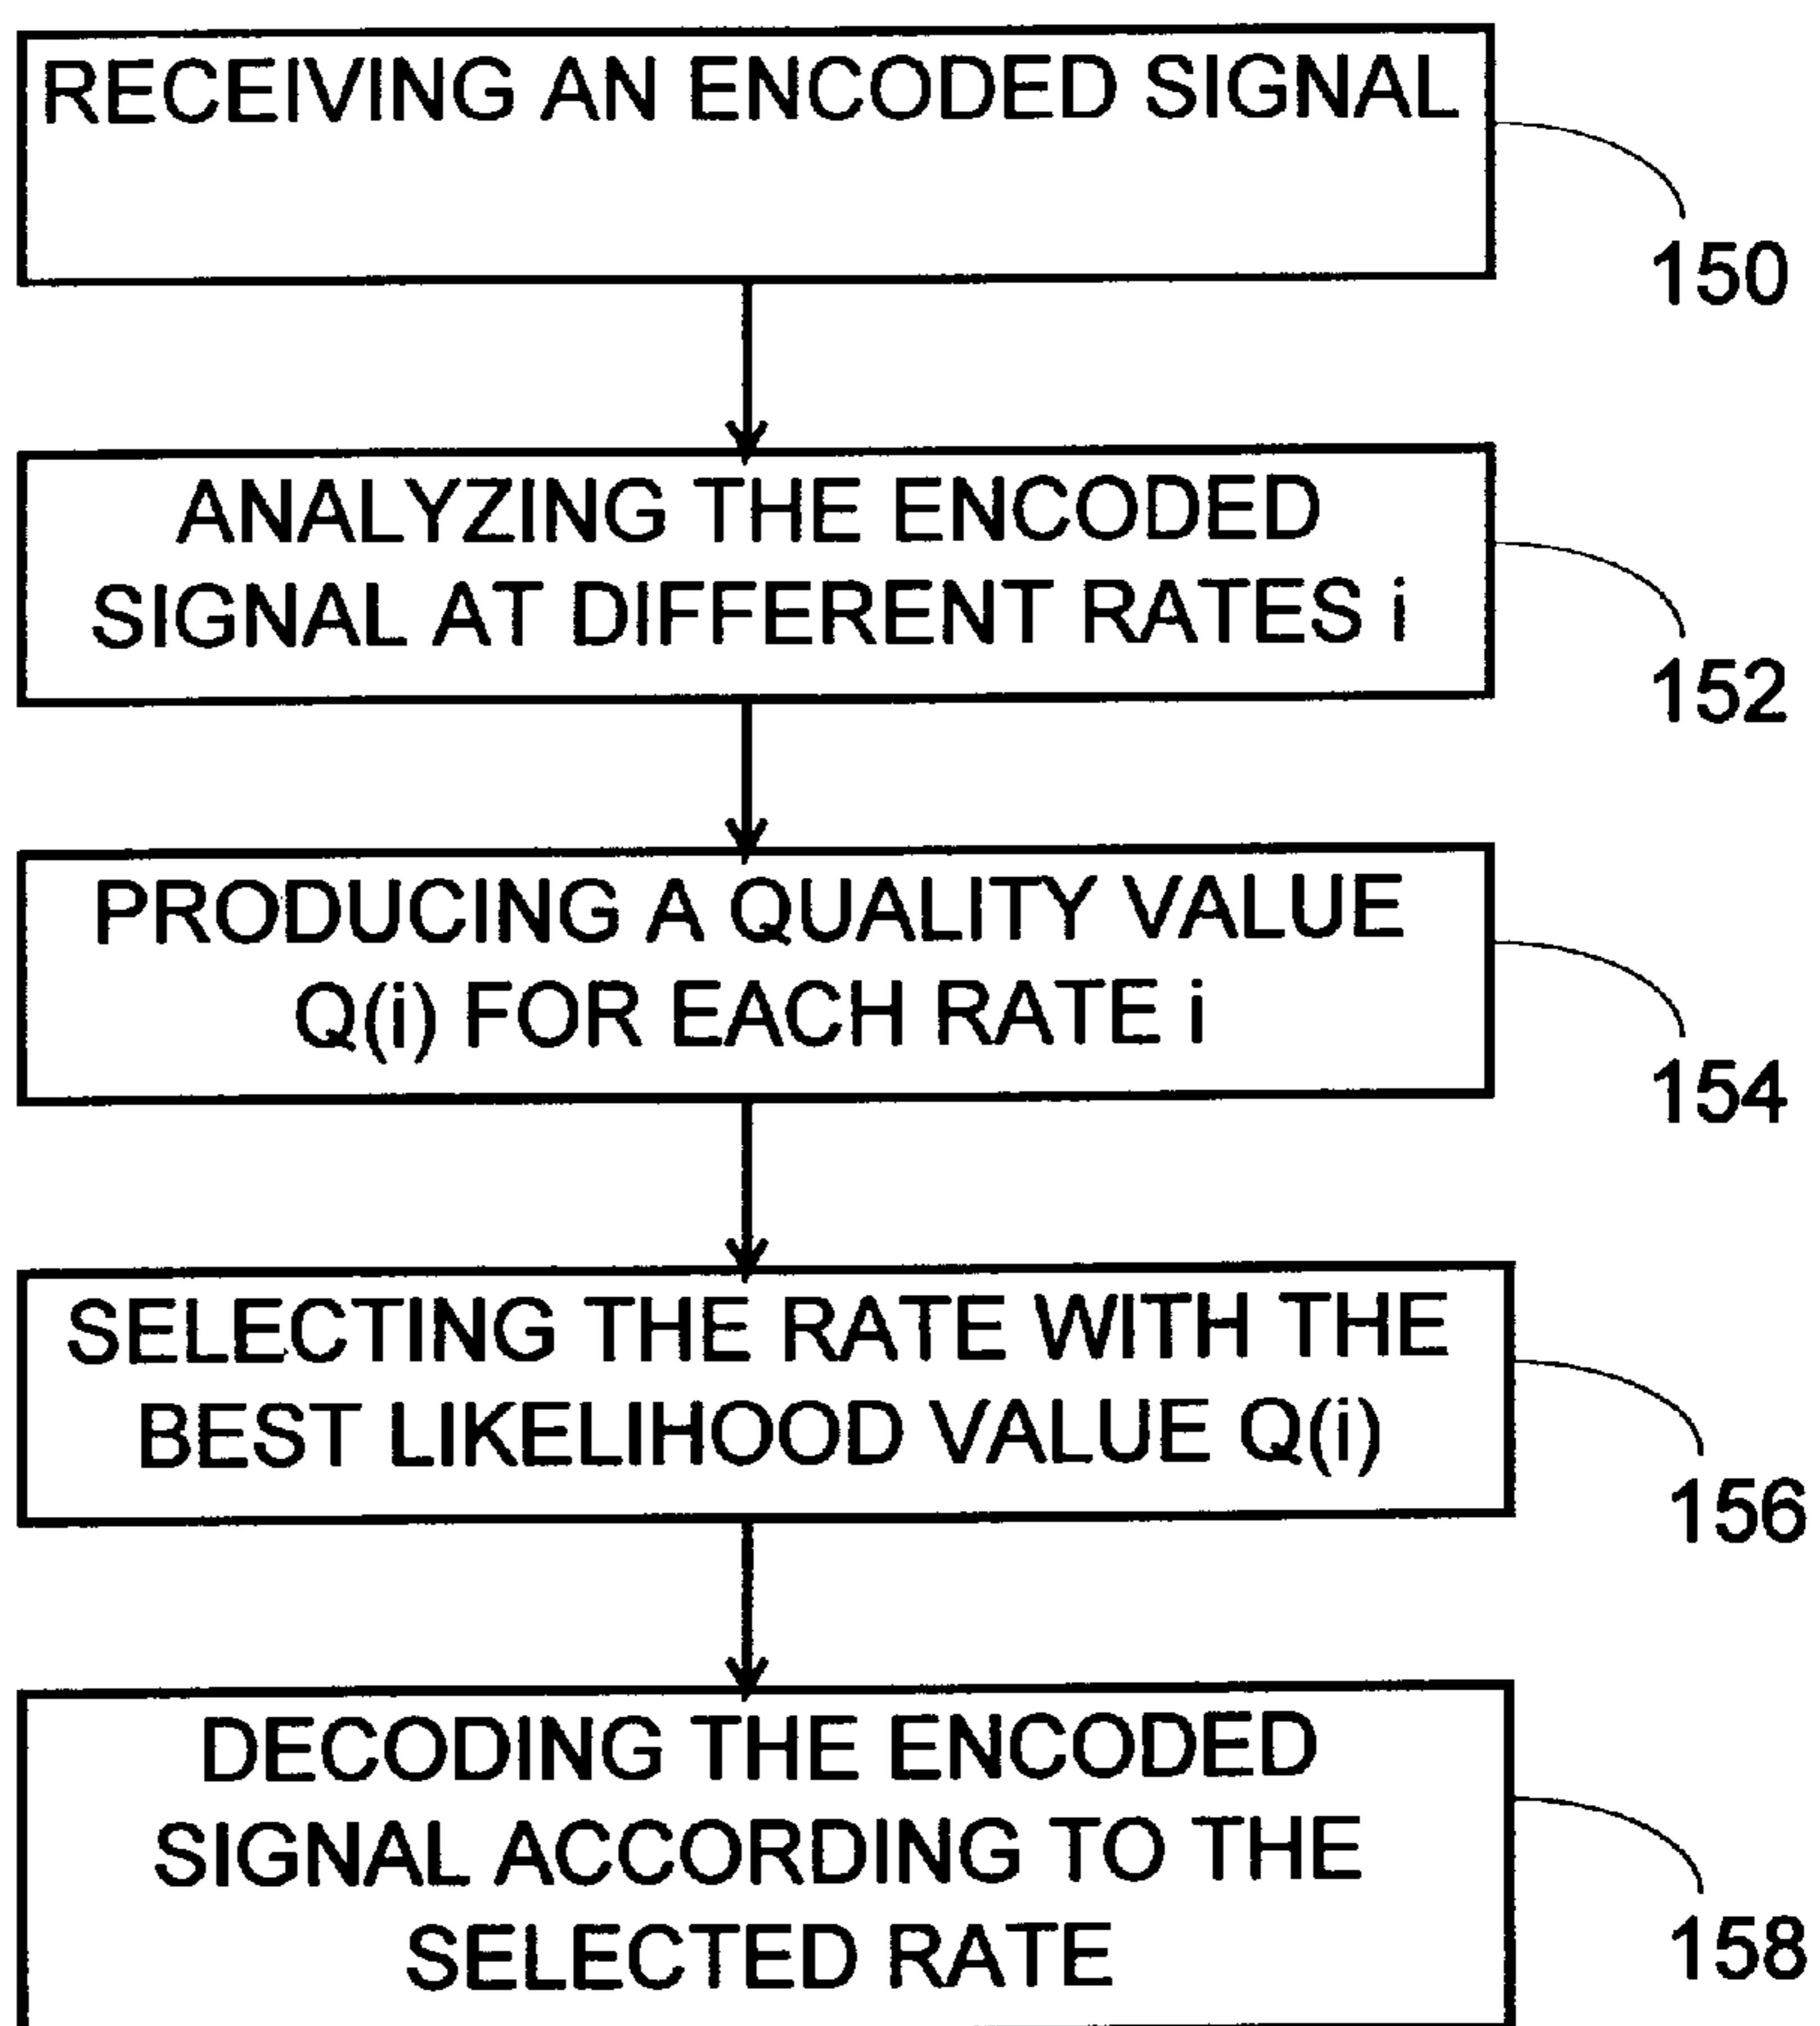 RECEIVING AN ENCODED SIGNAL
150
ANALYZING THE ENCODED
SIGNAL AT DIFFERENT RATES i
152
PRODUCING A QUALITY VALUE
Q(i) FOR EACH RATE i
154
SELECTING THE RATE WITH THE
BEST LIKELIHOOD VALUE Q(i)
156
DECODING THE ENCODED
SIGNAL ACCORDING TO THE
SELECTED RATE
158